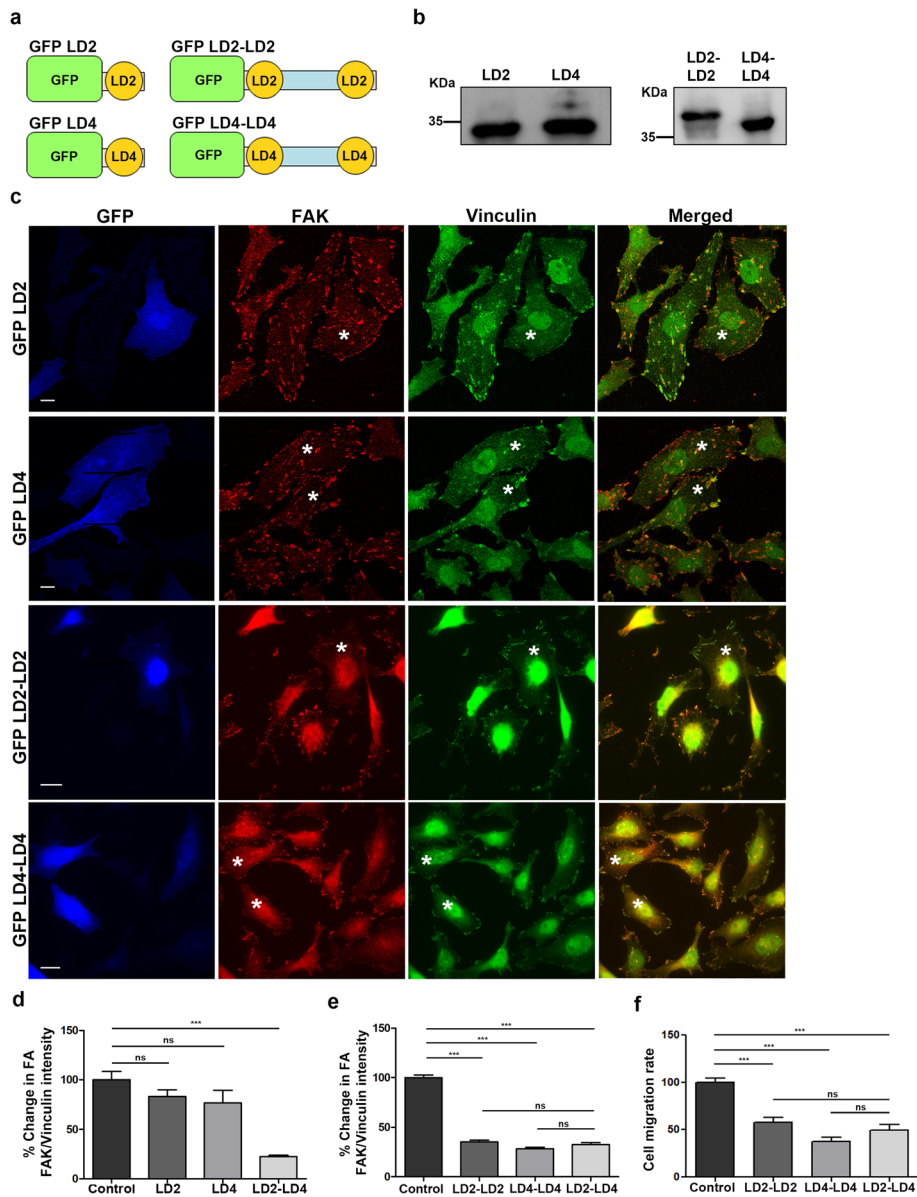 a
GFP LD2
GFP LD2-LD2
GFP LD2
GFP LD2 LD2
GFP LD4
GFP LD4-LD4
GFP LD4
GFP LD4 LD4
b
KDa LD2 LD4
35
LD2-LD2 LD4-LD4
KDa
35
c
GFP FAK Vinculin Merged
GFP LD2
*
*
*
GFP LD4
* * *
* * *
GFP LD2-LD2
* * *
GFP LD4-LD4
* * *
* * *
d
% Change in FA
FAK/Vinculin intensity
150
100
50
0
***
ns
ns
Control LD2 LD4 LD2-LD4
e
% Change in FA
FAK/Vinculin intensity
150
100
50
0
***
***
***
ns
ns
Control LD2-LD2 LD4-LD4 LD2-LD4
f
Cell migration rate
150
100
50
0
***
***
***
ns
ns
Control LD2-LD2 LD4-LD4 LD2-LD4